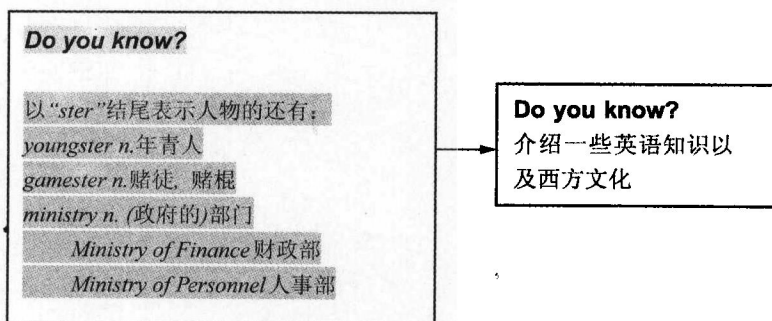 Do you know?
以“ster”结尾表示人物的还有：
youngster n.年青人
gamester n.赌徒, 赌棍
ministry n. (政府的)部门
Ministry of Finance 财政部
Ministry of Personnel 人事部
Do you know?
介绍一些英语知识以
及西方文化